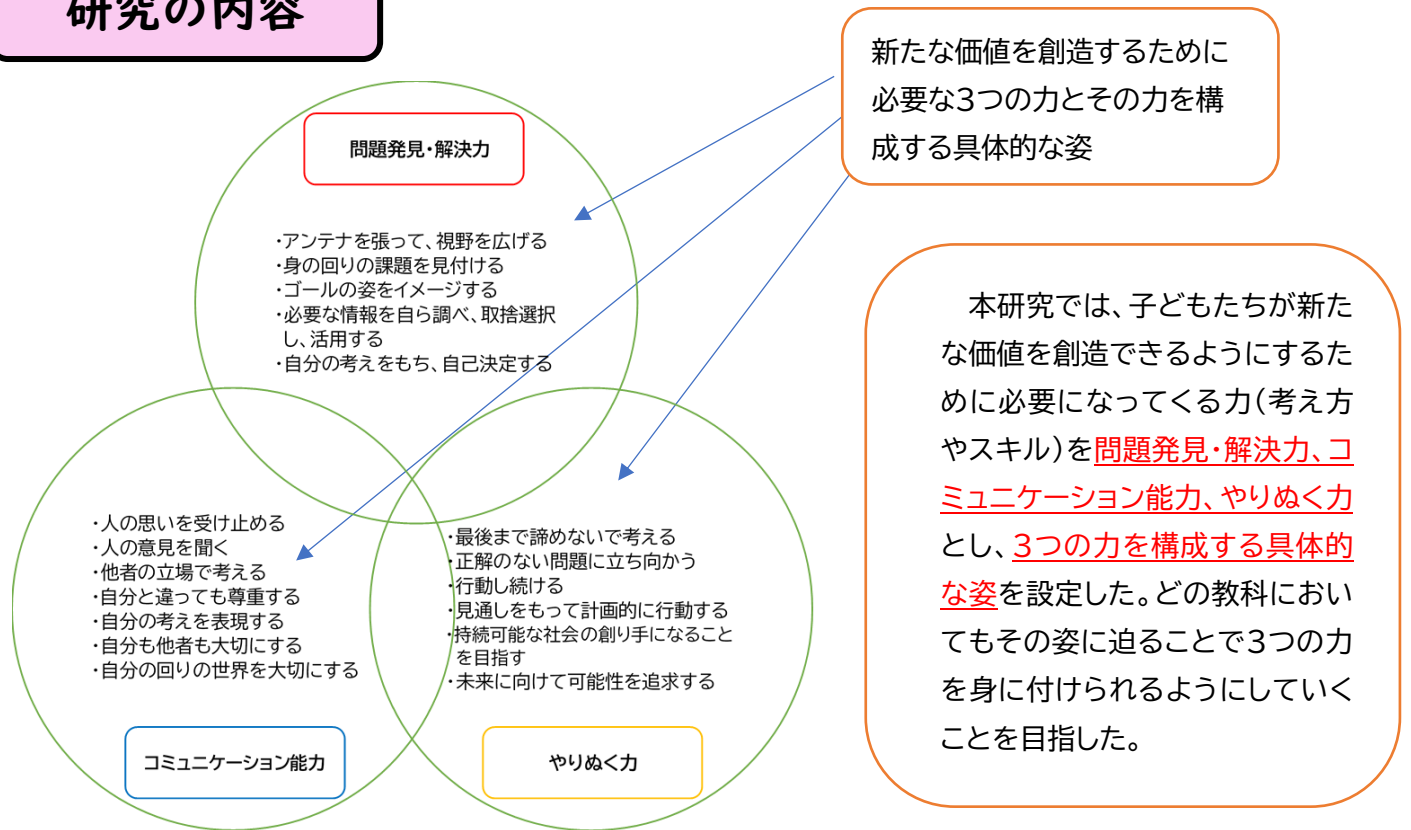 研究の内容
新たな価値を創造するために
必要な3つの力とその力を構
成する具体的な姿
問題発見・解決力
・アンテナを張って、視野を広げる
・身の回りの課題を見付ける
・ゴールの姿をイメージする
・必要な情報を自ら調べ、取捨選択
し、活用する
・自分の考えをもち、自己決定する
・人の思いを受け止める
・人の意見を聞く
・他者の立場で考える
・自分と違っても尊重する
・自分の考えを表現する
・自分も他者も大切にする
・自分の回りの世界を大切にする
コミュニケーション能力
・最後まで諦めないで考える
・正解のない問題に立ち向かう
・行動し続ける
・見通しをもって計画的に行動する
・持続可能な社会の創り手になること
を目指す
・未来に向けて可能性を追求する
やりぬく力
本研究では、子どもたちが新た
な価値を創造できるようにするた
めに必要になってくる力(考え方
やスキル)を問題発見・解決力、コ
ミュニケーション能力、やりぬく力
とし、3つの力を構成する具体的
な姿を設定した。どの教科におい
てもその姿に迫ることで3つの力
を身に付けられるようにしていく
ことを目指した。